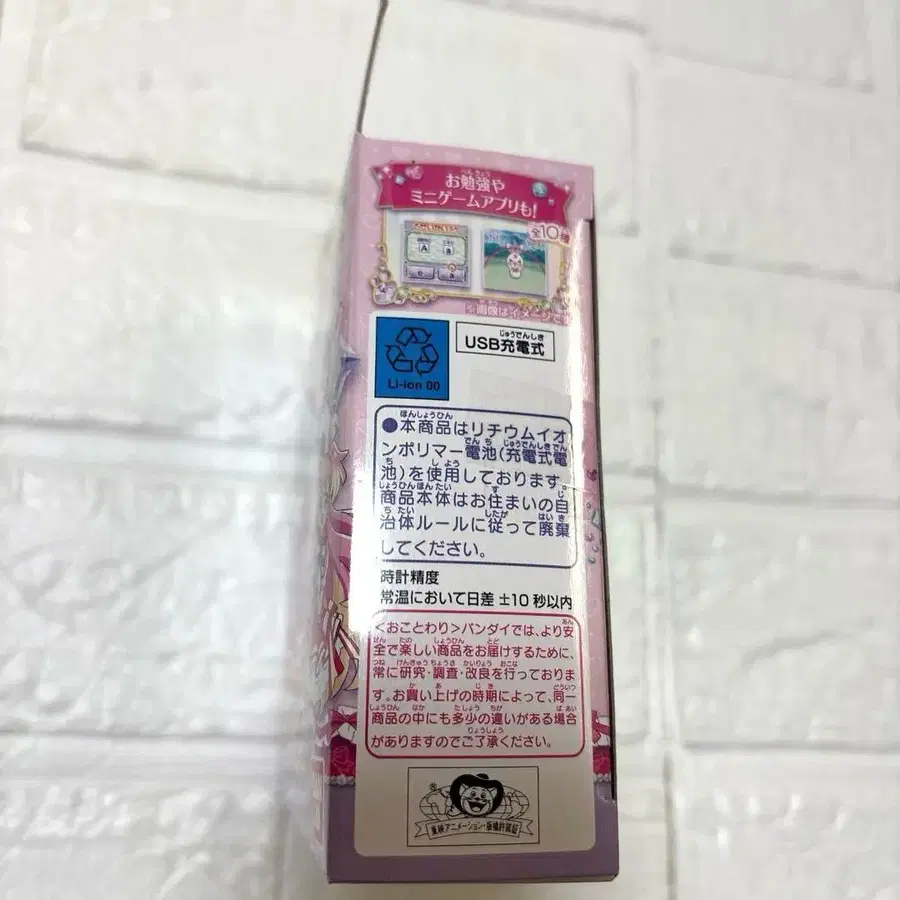 お勉強や
ミニゲームアプリも!
全10種
A a
e a
※画像はイメージです
Li-ion 00
USB充電式
●本商品はリチウムイオ
ンポリマー電池(充電式電
池)を使用しております。
商品本体はお住まいの自
治体ルールに従って廃棄
してください。
時計精度
常温において日差 ±10 秒以内
<おことわり>バンダイでは、より安
全で楽しい商品をお届けするために、
常に研究・調査・改良を行っておりま
す。お買い上げの時期によって、同一
商品の中にも多少の違いがある場合
がありますのでご了承ください。
東映アニメーション・版権許諾証